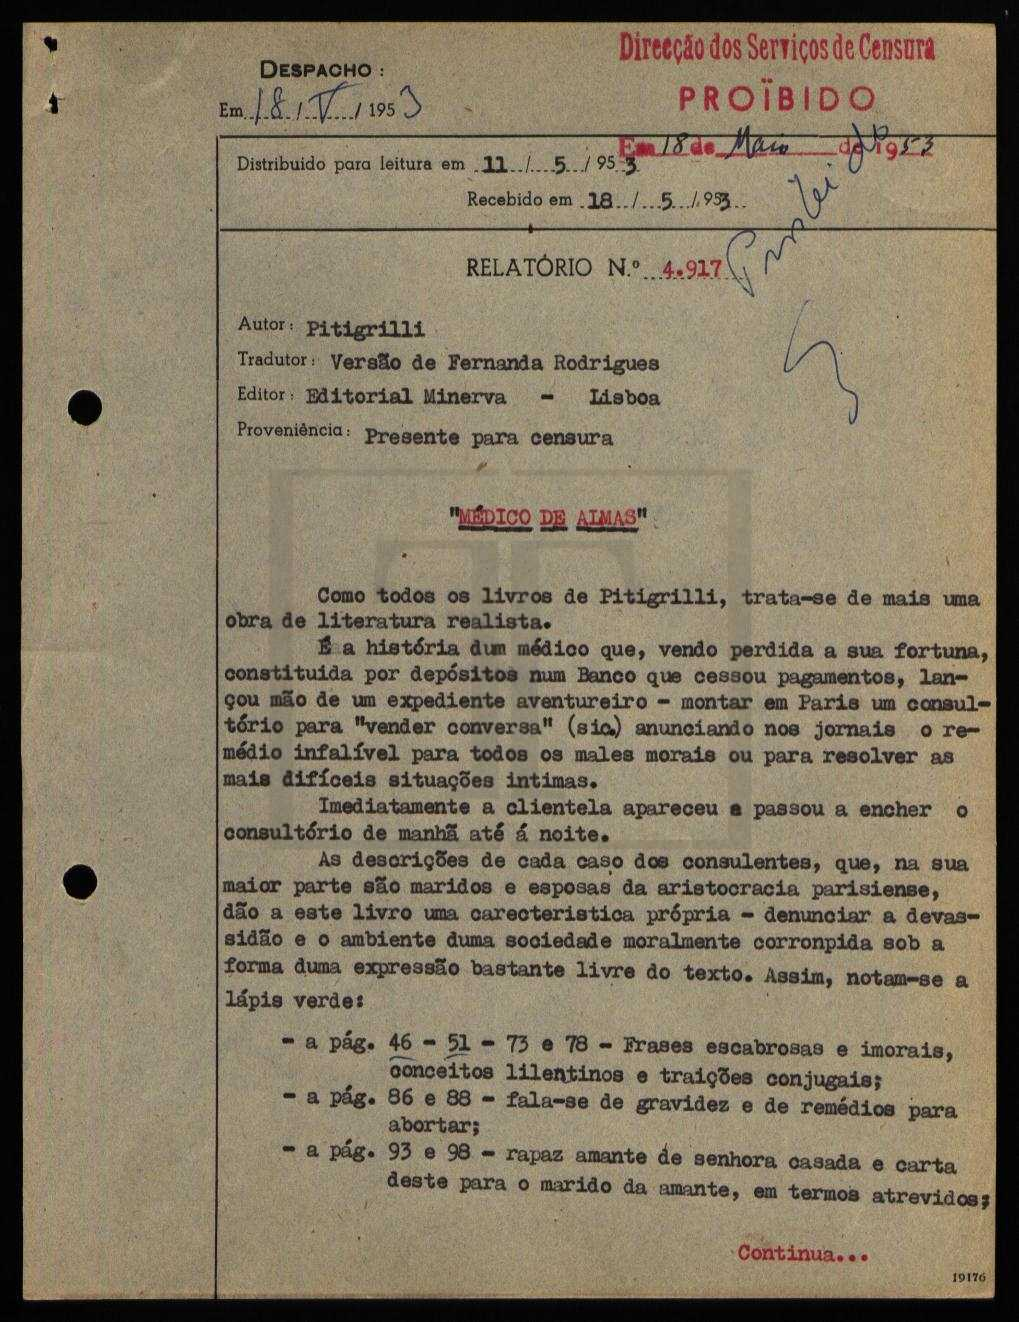 Direcção dos Serviços de Censura
PROÏBIDO
Em 18 de Maio de 1953
DESPACHO:
Em 18/V/1953
Distribuido para leitura em 11/5/953
Recebido em 18/5/953
Proibido
RELATÓRIO N.º 4.917
Autor: Pitigrilli
Tradutor: Versão de Fernanda Rodrigues
Editor: Editorial Minerva - Lisboa
Proveniência: Presente para censura
"MÉDICO DE ALMAS"
Como todos os livros de Pitigrilli, trata-se de mais uma
obra de literatura realista.
É a história dum médico que, vendo perdida a sua fortuna,
constituida por depósitos num Banco que cessou pagamentos, lan-
çou mão de um expediente aventureiro - montar em Paris um consul-
tório para "vender conversa" (sic.) anunciando nos jornais o re-
médio infalível para todos os males morais ou para resolver as
mais difíceis situações intimas.
Imediatamente a clientela apareceu e passou a encher o
consultório de manhã até á noite.
As descrições de cada caso dos consulentes, que, na sua
maior parte são maridos e esposas da aristocracia parisiense,
dão a este livro uma carecteristica própria - denunciar a devas-
sidão e o ambiente duma sociedade moralmente corronpida sob a
forma duma expressão bastante livre do texto. Assim, notam-se a
lápis verde:
- a pág. 46 - 51 - 73 e 78 - Frases escabrosas e imorais,
conceitos lilentinos e traições conjugais;
- a pág. 86 e 88 - fala-se de gravidez e de remédios para
abortar;
- a pág. 93 e 98 - rapaz amante de senhora casada e carta
deste para o marido da amante, em termos atrevidos;
Continua...
19176